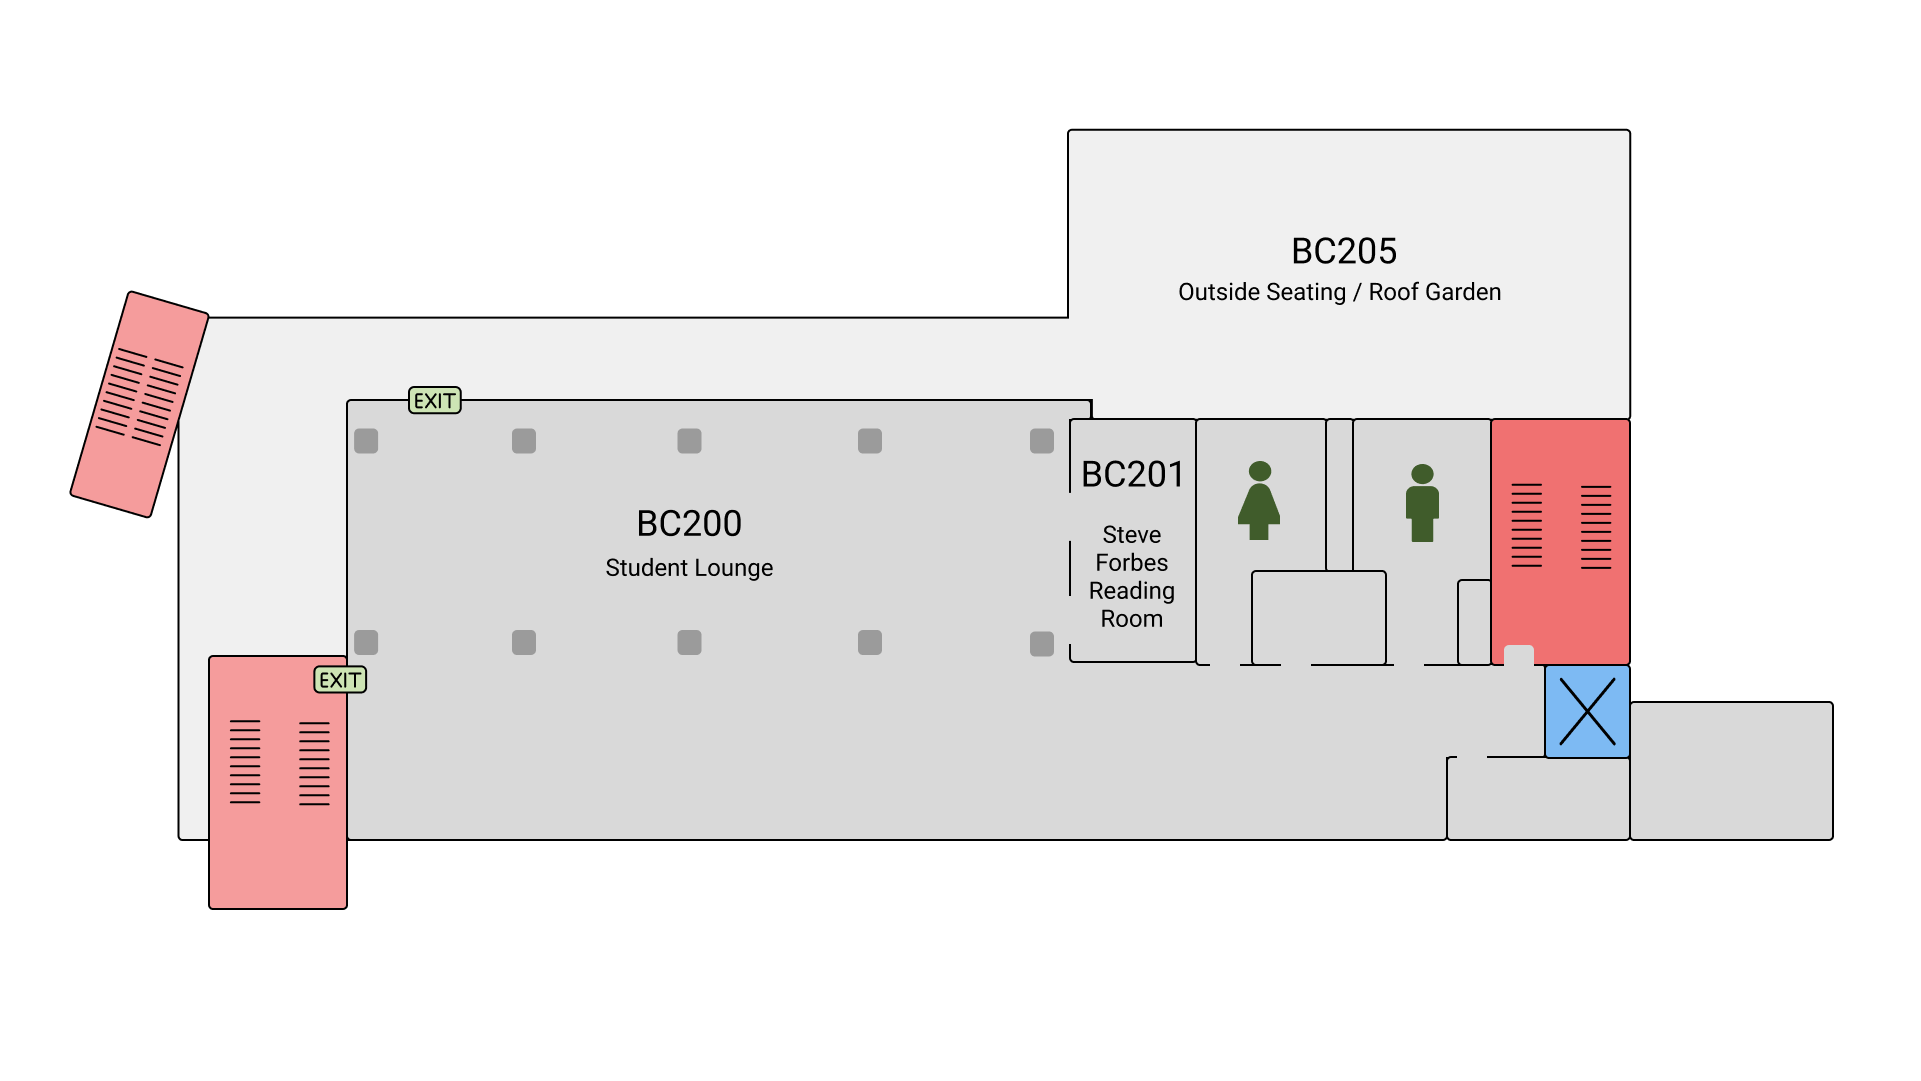 BC205
Outside Seating / Roof Garden
EXIT
BC201
Steve
Forbes
Reading
Room
BC200
Student Lounge
EXIT